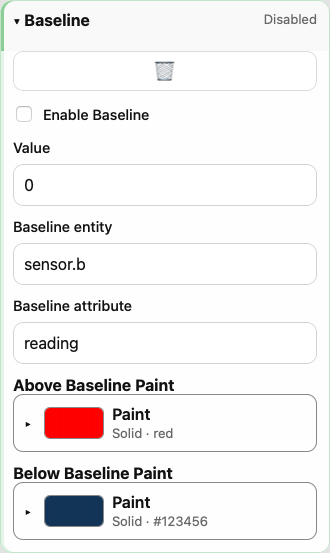 Baseline
Disabled
Enable Baseline
Value
0
Baseline entity
sensor.b
Baseline attribute
reading
Above Baseline Paint
Paint
Solid · red
Below Baseline Paint
Paint
Solid · #123456